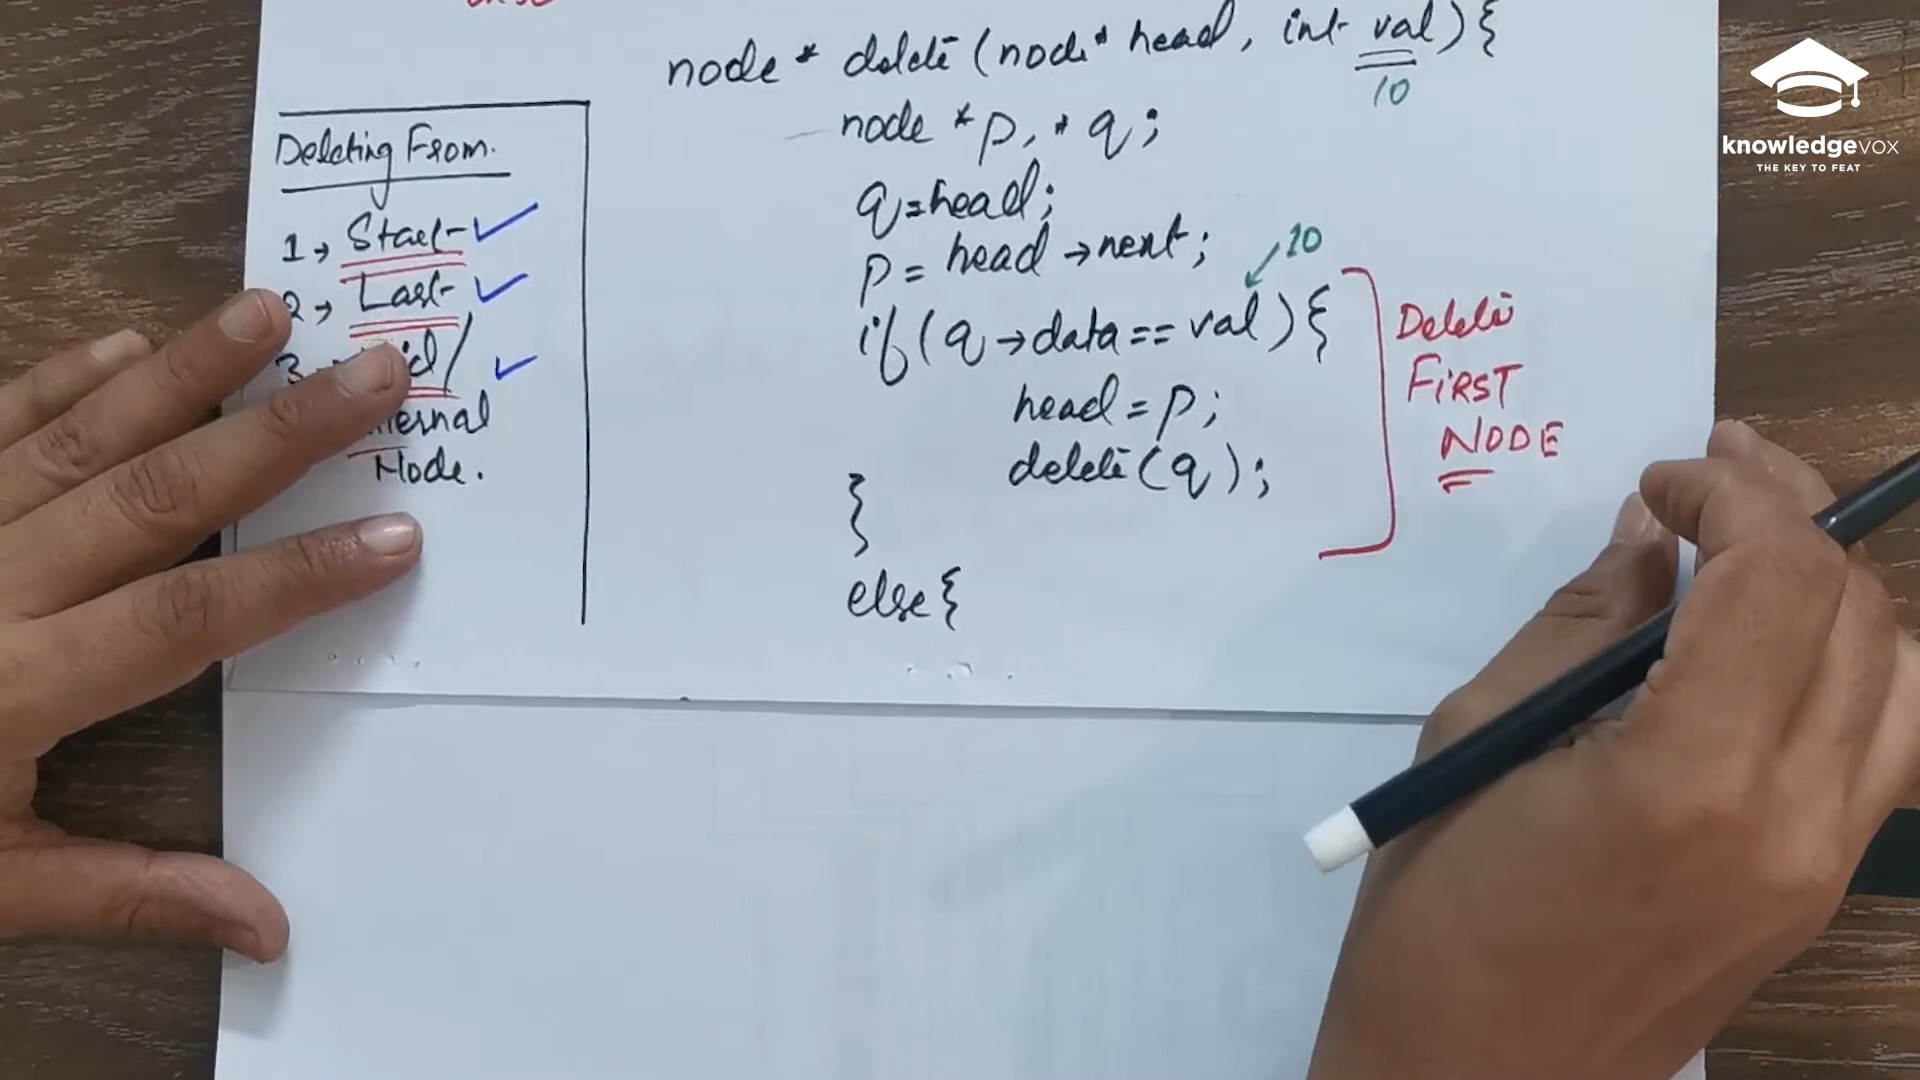 node * delete (node* head, int val) {
10
node *p, *q;
q=head;
p = head → next;
10
if (q → data == val) {
head = p;
delete (q);
}
else {
Delete
FIRST
NODE
Deleting From.
1 → Start
2 → Last
3
Node.
knowledgevox
THE KEY TO FEAT